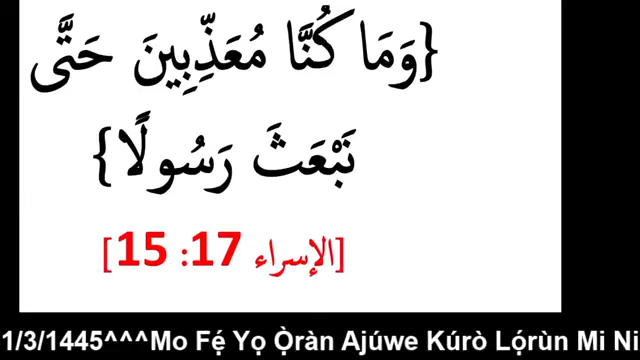 {وَمَا كُنَّا مُعَذِّبِينَ حَتَّى
نَبْعَثَ رَسُولًا}
[الإسراء 17: 15]
1/3/1445^^^Mo Fẹ́ Yọ Ọ̀ràn Ajúwe Kúrò Lọ́rùn Mi Ni